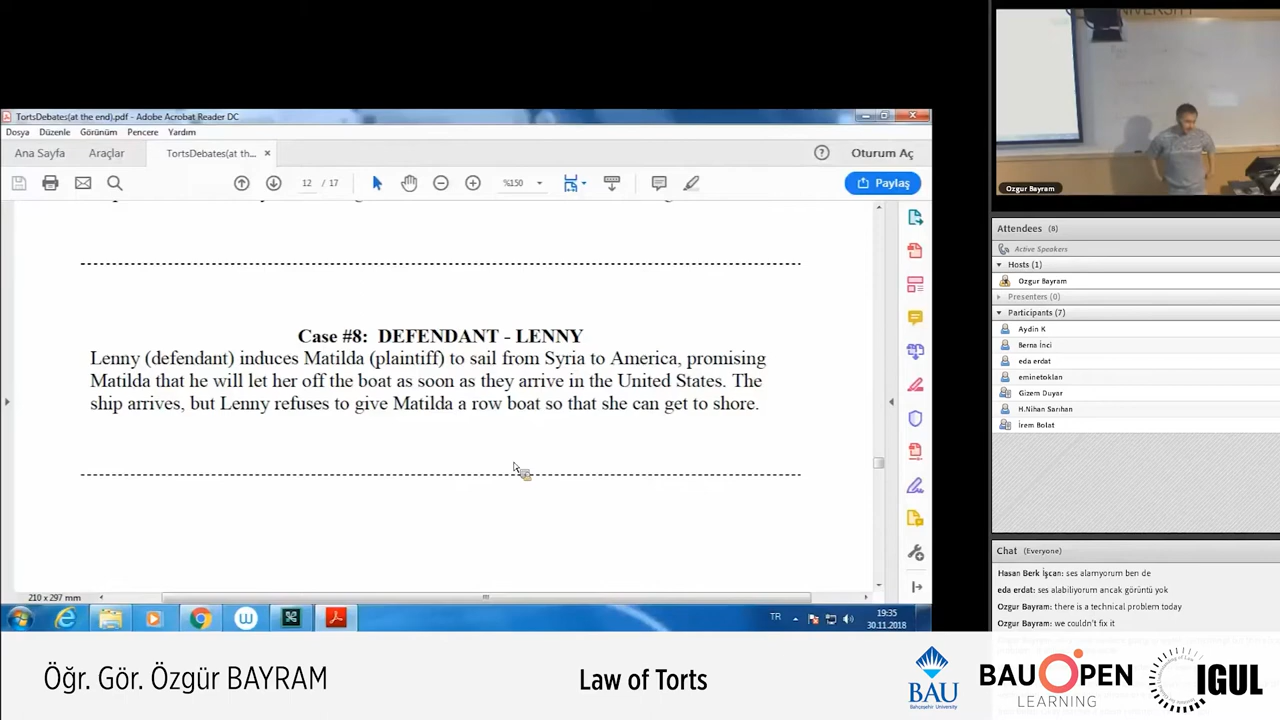 TortsDebates(at the end).pdf - Adobe Acrobat Reader DC
Dosya Düzenle Görünüm Pencere Yardım
Ana Sayfa Araçlar TortsDebates(at th... × Oturum Aç
12 / 17 %150 Paylaş
Case #8: DEFENDANT - LENNY
Lenny (defendant) induces Matilda (plaintiff) to sail from Syria to America, promising
Matilda that he will let her off the boat as soon as they arrive in the United States. The
ship arrives, but Lenny refuses to give Matilda a row boat so that she can get to shore.
210 x 297 mm
TR 19:35
30.11.2018
Ozgur Bayram
Attendees (8)
Active Speakers
Hosts (1)
Ozgur Bayram
Presenters (0)
Participants (7)
Aydin K
Berna İnci
eda erdat
eminetoklan
Gizem Duyar
H.Nihan Sarıhan
İrem Bolat
Chat (Everyone)
Hasan Berk İşcan: ses alamyorum ben de
eda erdat: ses alabiliyorum ancak görüntü yok
Ozgur Bayram: there is a technical problem today
Ozgur Bayram: we couldn't fix it
Öğr. Gör. Özgür BAYRAM
Law of Torts
BAU
Bahçeşehir University
BAU OPEN
LEARNING
IGUL